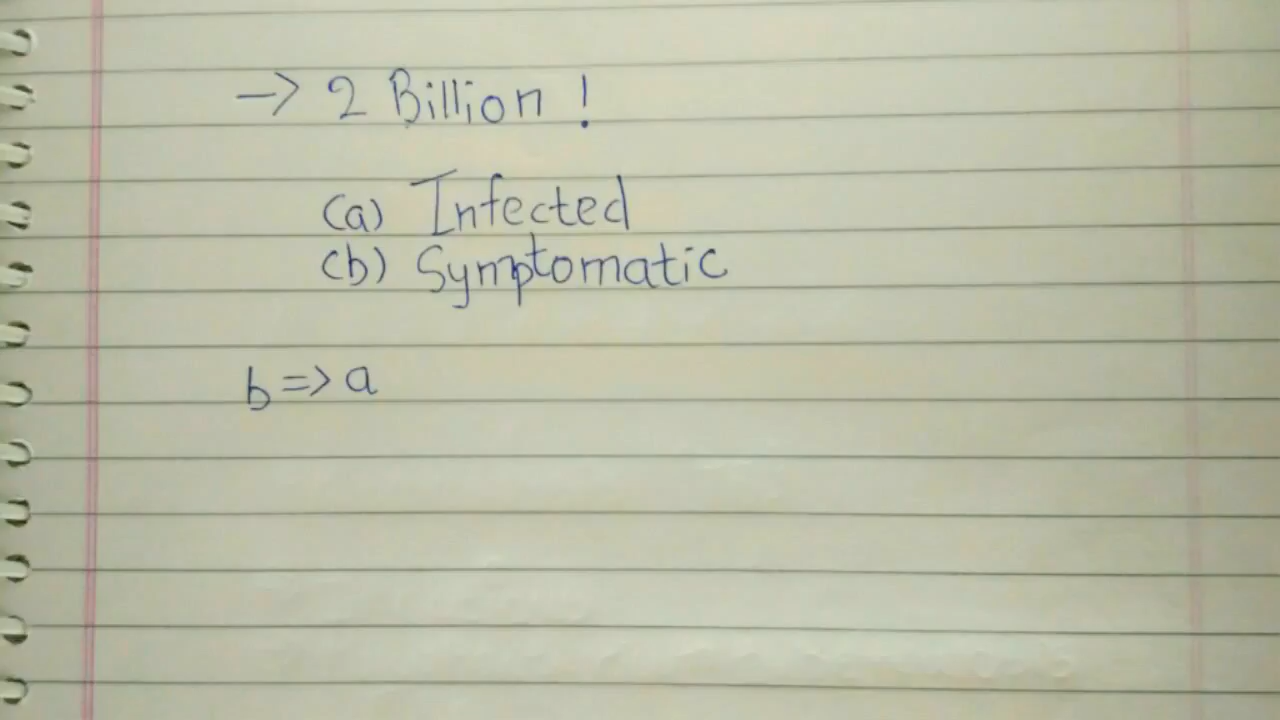 → 2 Billion !
(a) Infected
(b) Symptomatic
b => a